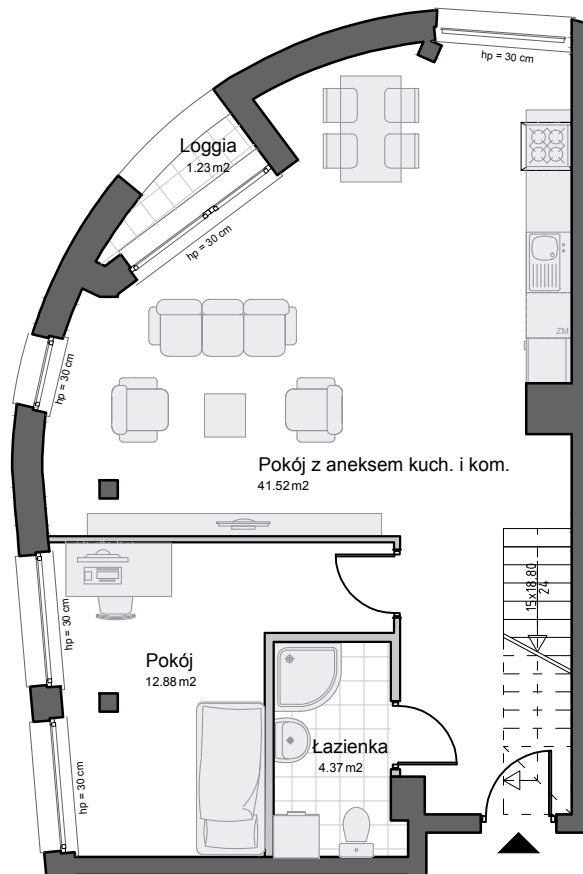 hp = 30 cm
Loggia
1.23 m2
hp = 30 cm
ZM
hp = 30 cm
Pokój z aneksem kuch. i kom.
41.52 m2
15x18.80
24
hp = 30 cm
Pokój
12.88 m2
Łazienka
4.37 m2
hp = 30 cm